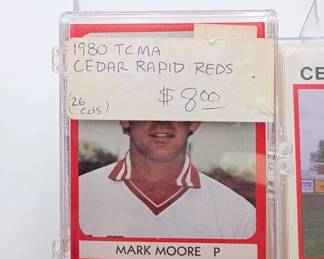 1980 TCMA
CEDAR RAPID REDS
(26 cds)
$8.00
MARK MOORE P
CE